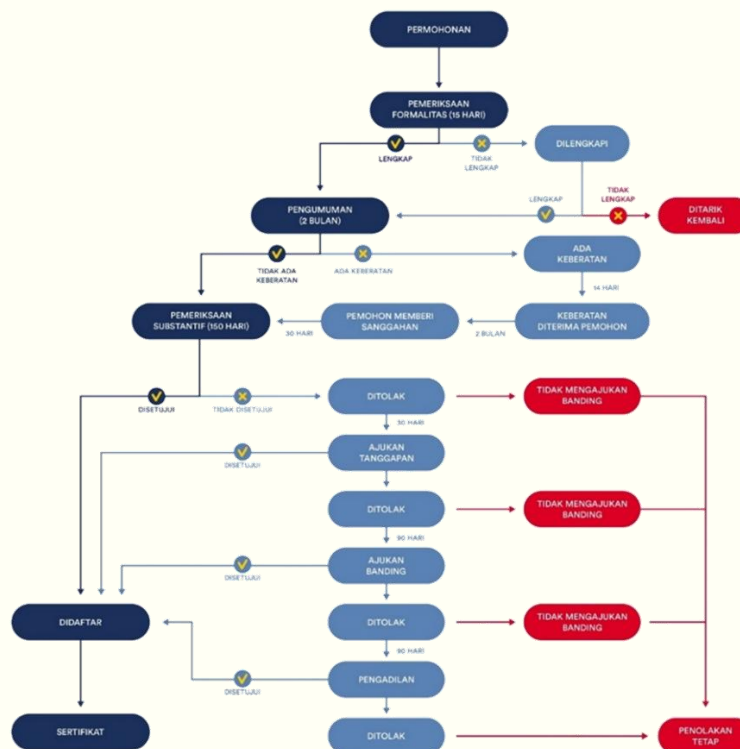 PERMOHONAN
PEMERIKSAAN
FORMALITAS (15 HARI)
LENGKAP
TIDAK
LENGKAP
DILENGKAPI
PENGUMUMAN
(2 BULAN)
LENGKAP
TIDAK
LENGKAP
DITARIK
KEMBALI
TIDAK ADA
KEBERATAN
ADA KEBERATAN
ADA
KEBERATAN
14 HARI
PEMERIKSAAN
SUBSTANTIF (150 HARI)
30 HARI
PEMOHON MEMBERI
SANGGAHAN
2 BULAN
KEBERATAN
DITERIMA PEMOHON
DISETUJUI
TIDAK DISETUJUI
DITOLAK
TIDAK MENGAJUKAN
BANDING
30 HARI
DISETUJUI
AJUKAN
TANGGAPAN
DITOLAK
TIDAK MENGAJUKAN
BANDING
90 HARI
DISETUJUI
AJUKAN
BANDING
DIDAFTAR
DITOLAK
TIDAK MENGAJUKAN
BANDING
90 HARI
DISETUJUI
PENGADILAN
SERTIFIKAT
DITOLAK
PENOLAKAN
TETAP